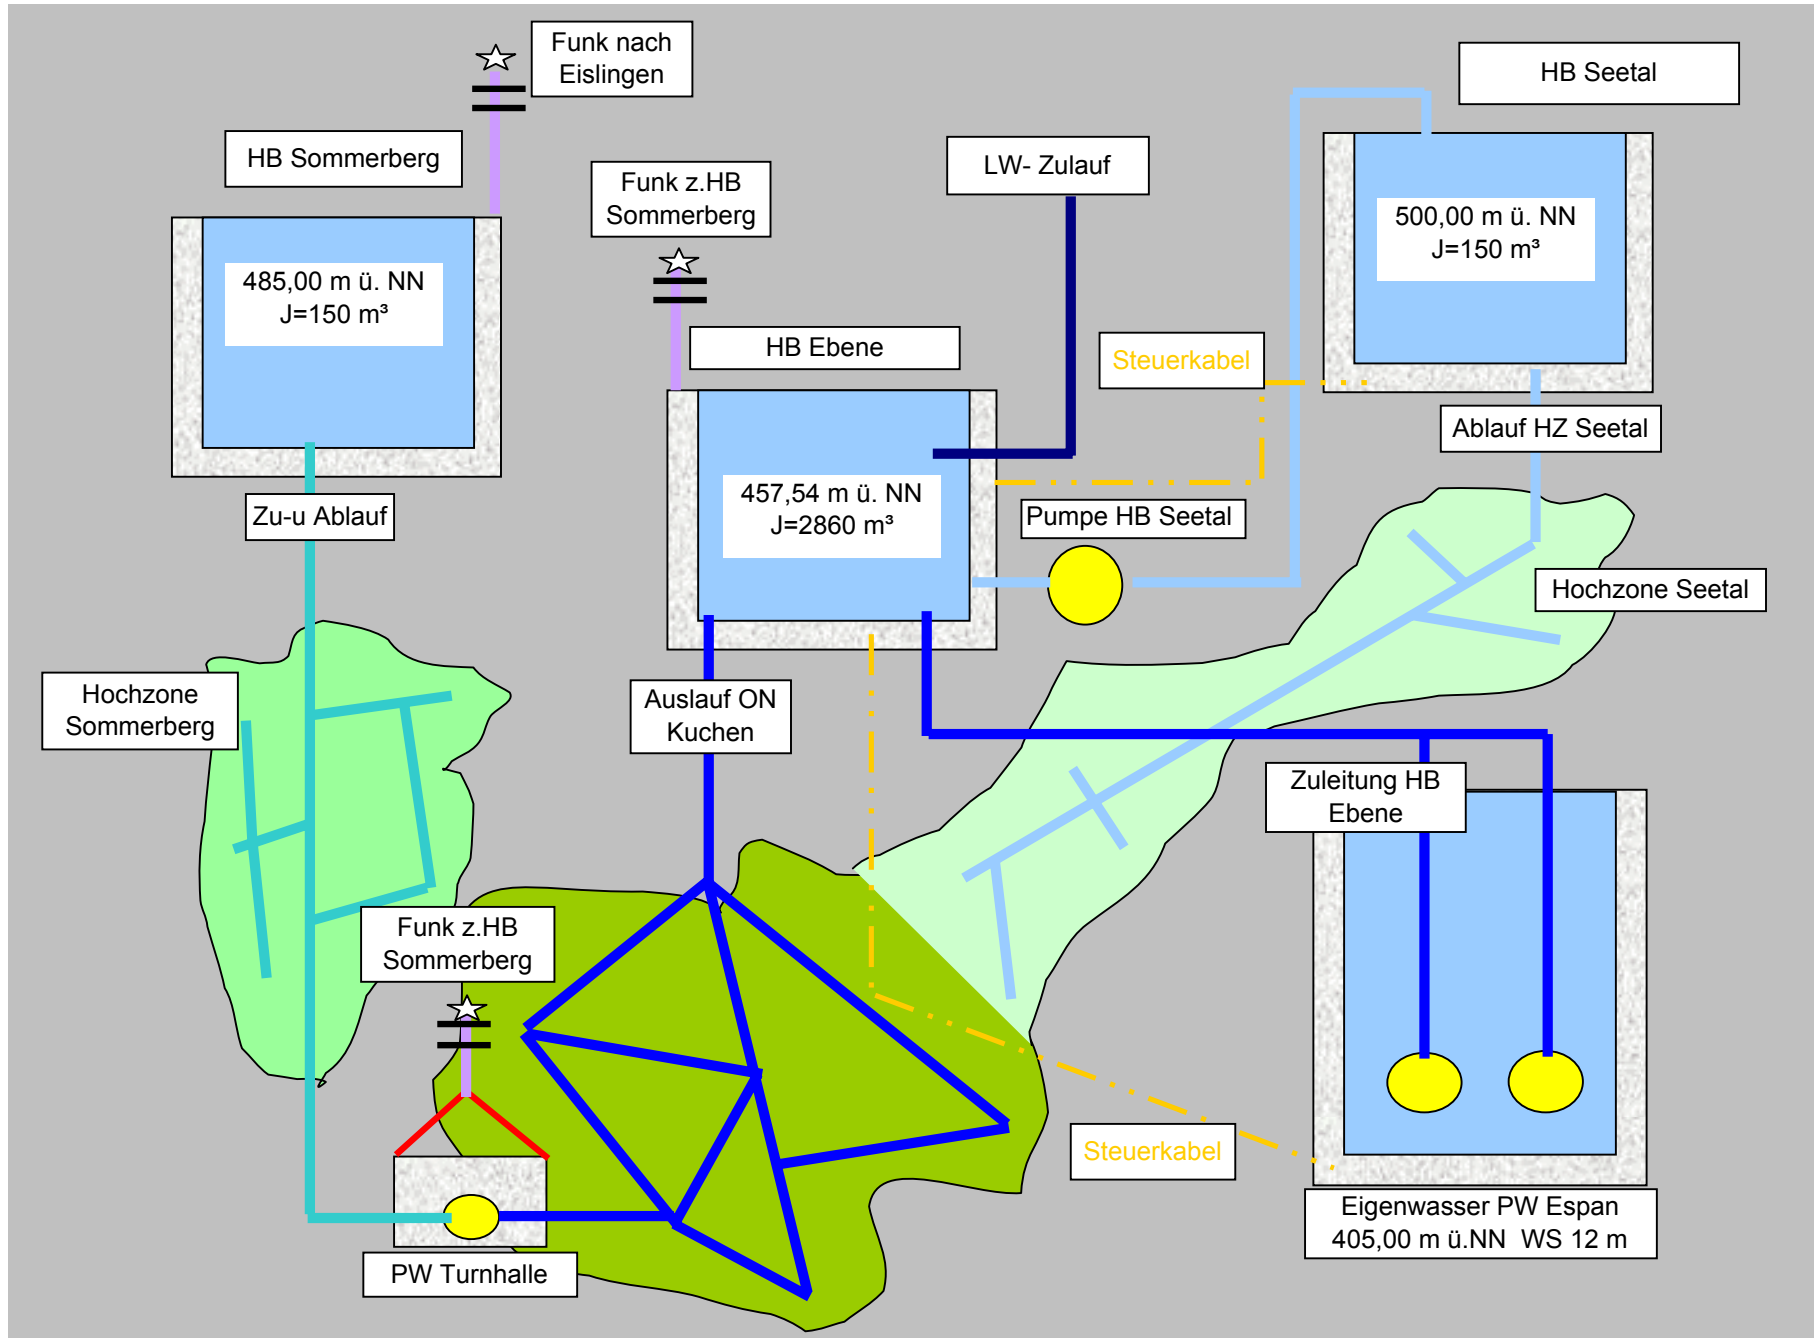 Funk nach
Eislingen
HB Seetal
HB Sommerberg
LW- Zulauf
Funk z.HB
Sommerberg
500,00 m ü. NN
J=150 m³
485,00 m ü. NN
J=150 m³
HB Ebene
Steuerkabel
Ablauf HZ Seetal
457,54 m ü. NN
J=2860 m³
Zu-u Ablauf
Pumpe HB Seetal
Hochzone Seetal
Hochzone
Sommerberg
Auslauf ON
Kuchen
Zuleitung HB
Ebene
Funk z.HB
Sommerberg
Steuerkabel
Eigenwasser PW Espan
405,00 m ü.NN  WS 12 m
PW Turnhalle